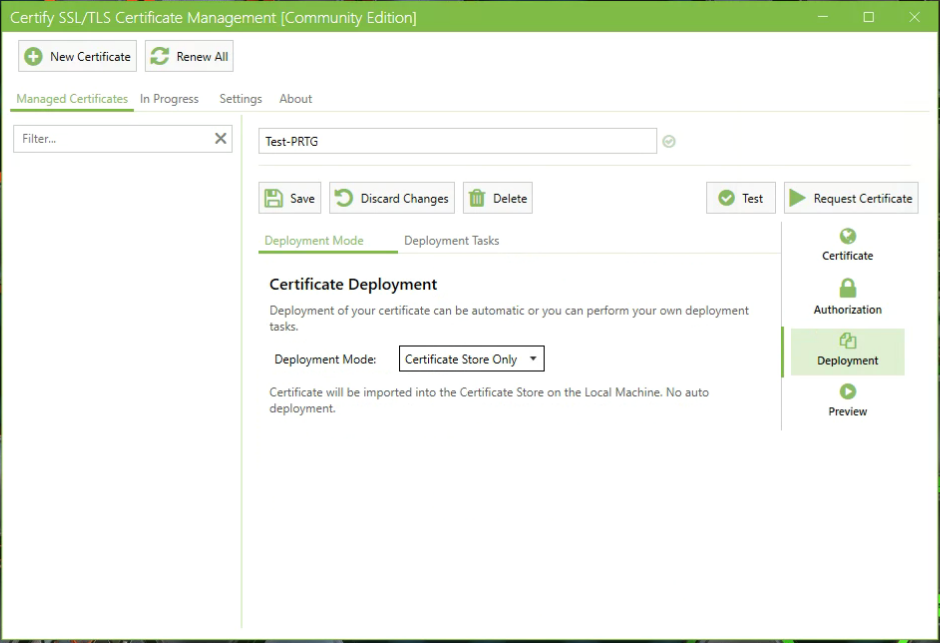 Certify SSL/TLS Certificate Management [Community Edition]
New Certificate
Renew All
Managed Certificates
In Progress
Settings
About
Filter...
Test-PRTG
Save
Discard Changes
Delete
Test
Request Certificate
Deployment Mode
Deployment Tasks
Certificate
Certificate Deployment
Deployment of your certificate can be automatic or you can perform your own deployment
tasks.
Authorization
Deployment Mode:
Certificate Store Only
Deployment
Certificate will be imported into the Certificate Store on the Local Machine. No auto
deployment.
Preview